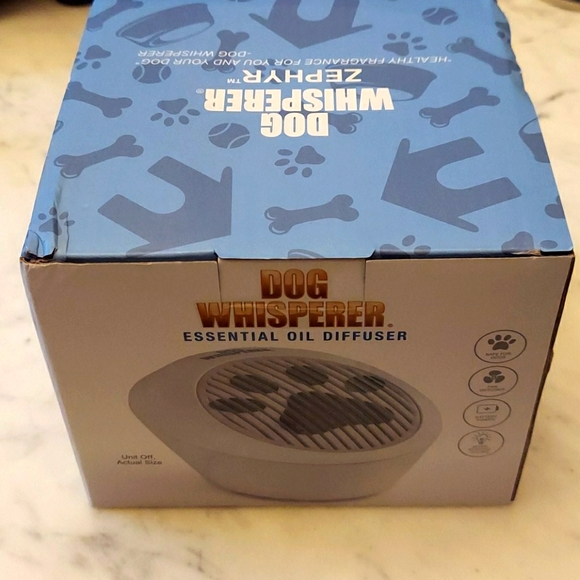 DOG
WHISPERER®
ZEPHYR™
"HEALTHY FRAGRANCE FOR YOU AND YOUR DOG"
-DOG WHISPERER
DOG
WHISPERER®
ESSENTIAL OIL DIFFUSER
Unit Off,
Actual Size